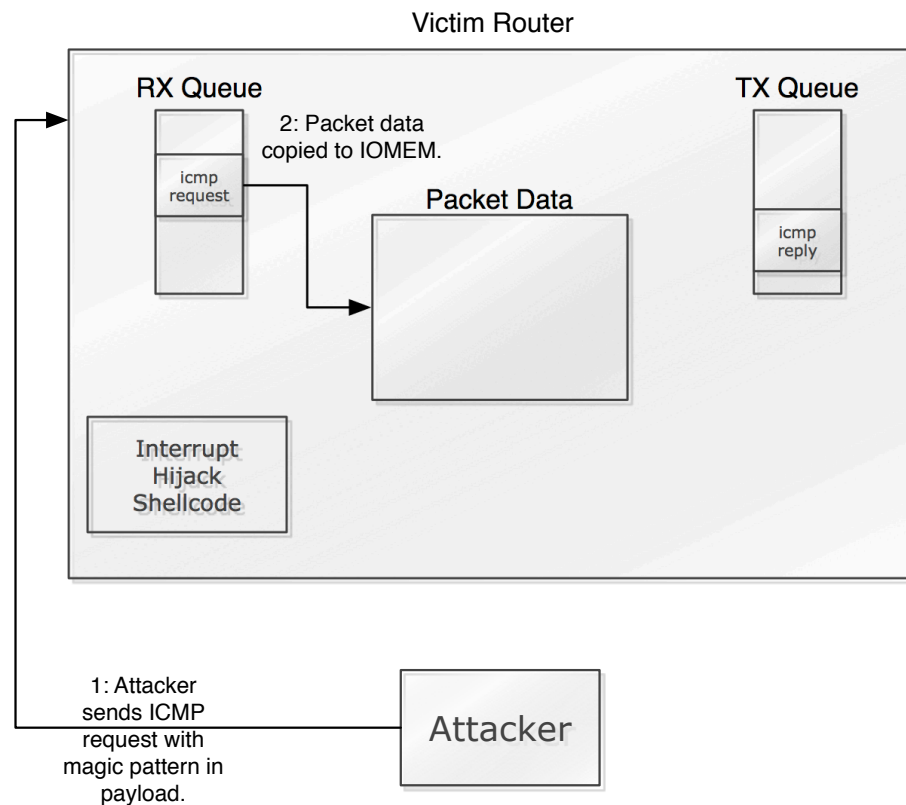 Victim Router
RX Queue
TX Queue
2: Packet data
copied to IOMEM.
icmp
request
Packet Data
icmp
reply
Interrupt
Hijack
Shellcode
1: Attacker
sends ICMP
request with
magic pattern in
payload.
Attacker